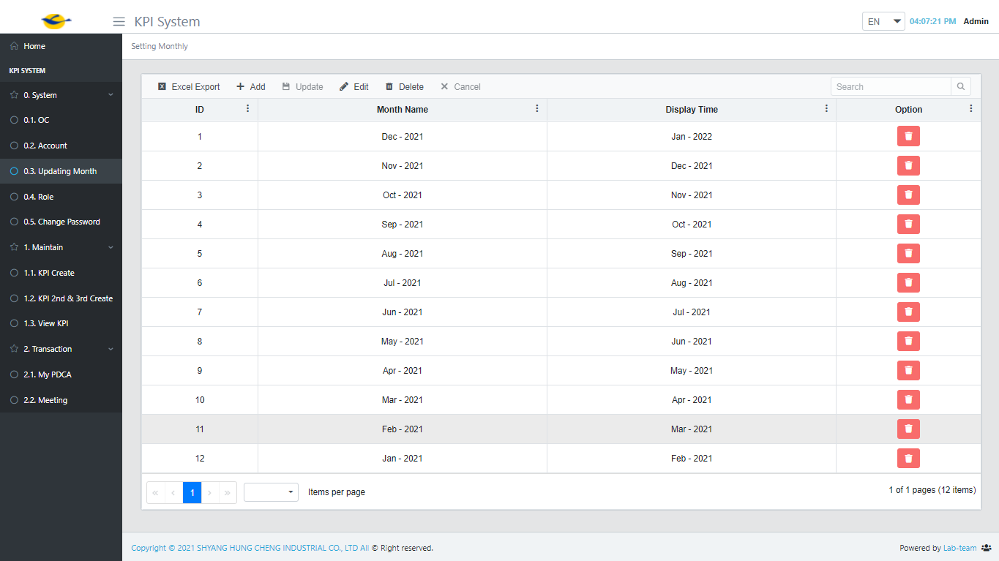 KPI System
EN 04:07:21 PM Admin
Home
KPI SYSTEM
0. System
0.1. OC
0.2. Account
0.3. Updating Month
0.4. Role
0.5. Change Password
1. Maintain
1.1. KPI Create
1.2. KPI 2nd & 3rd Create
1.3. View KPI
2. Transaction
2.1. My PDCA
2.2. Meeting
Setting Monthly
Excel Export Add Update Edit Delete Cancel Search
ID Month Name Display Time Option
1 Dec - 2021 Jan - 2022
2 Nov - 2021 Dec - 2021
3 Oct - 2021 Nov - 2021
4 Sep - 2021 Oct - 2021
5 Aug - 2021 Sep - 2021
6 Jul - 2021 Aug - 2021
7 Jun - 2021 Jul - 2021
8 May - 2021 Jun - 2021
9 Apr - 2021 May - 2021
10 Mar - 2021 Apr - 2021
11 Feb - 2021 Mar - 2021
12 Jan - 2021 Feb - 2021
« ‹ 1 › » Items per page 1 of 1 pages (12 items)
Copyright © 2021 SHYANG HUNG CHENG INDUSTRIAL CO., LTD All © Right reserved. Powered by Lab-team